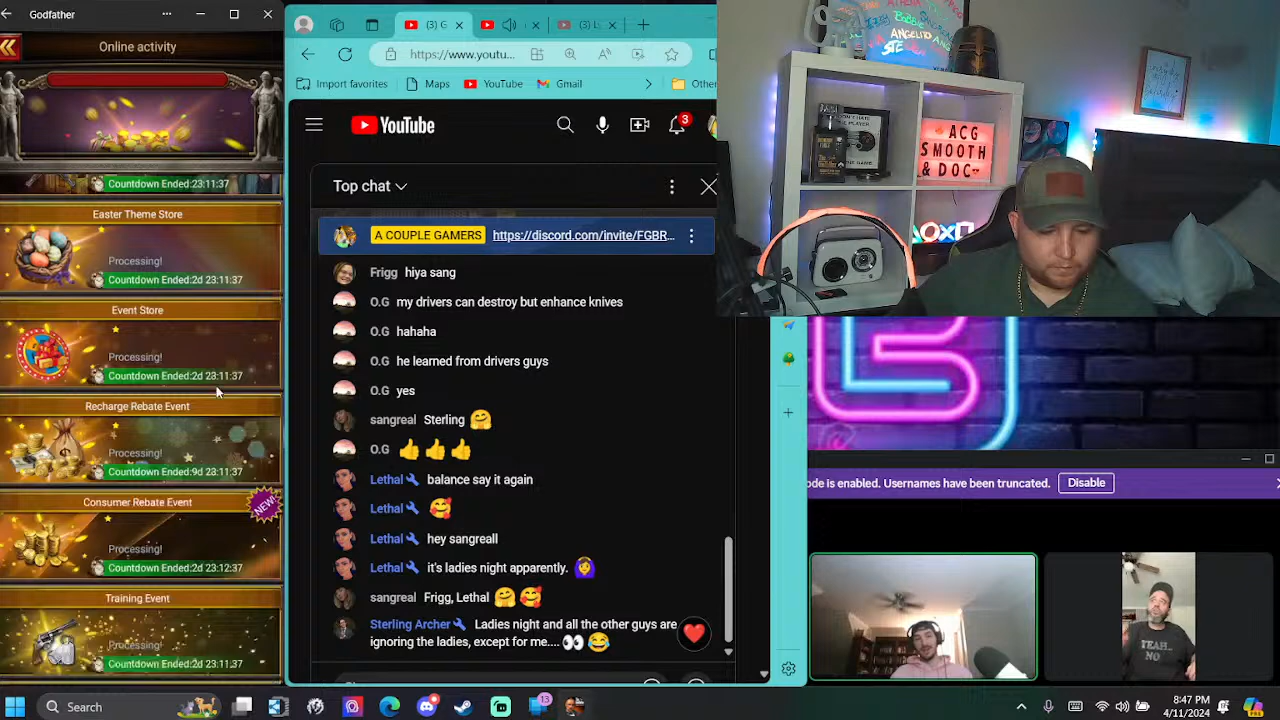 Godfather
Online activity
Countdown Ended:23:11:37
Easter Theme Store
Processing!
Countdown Ended:2d 23:11:37
Event Store
Processing!
Countdown Ended:2d 23:11:37
Recharge Rebate Event
Processing!
Countdown Ended:9d 23:11:37
Consumer Rebate Event
NEW!
Processing!
Countdown Ended:2d 23:12:37
Training Event
Processing!
Countdown Ended:2d 23:11:37
https://www.youtu...
Import favorites
Maps
YouTube
Gmail
Other
YouTube
3
Top chat
A COUPLE GAMERS https://discord.com/invite/FGBR...
Frigg hiya sang
O.G my drivers can destroy but enhance knives
O.G hahaha
O.G he learned from drivers guys
O.G yes
sangreal Sterling 🤗
O.G 👍👍👍
Lethal balance say it again
Lethal 🥰
Lethal hey sangreall
Lethal it's ladies night apparently. 🙆‍♀️
sangreal Frigg, Lethal 🤗🥰
Sterling Archer Ladies night and all the other guys are
ignoring the ladies, except for me.... 👀😂
ANGELITO
ACG
SMOOTH
& DOC
ode is enabled. Usernames have been truncated. Disable
YEAH..
NO
Search
13
8:47 PM
4/11/2024